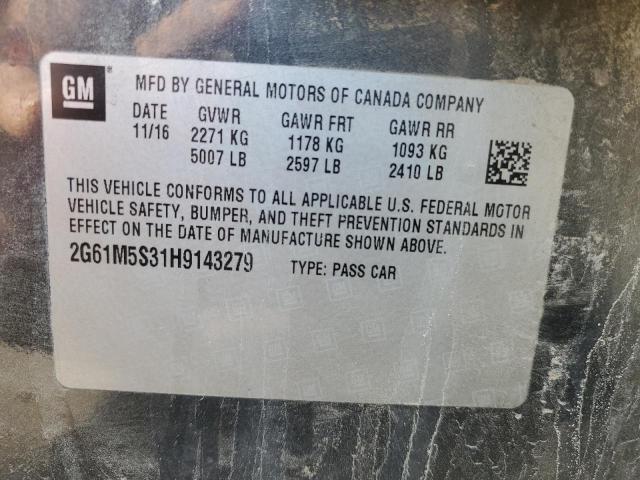 GM ® MFD BY GENERAL MOTORS OF CANADA COMPANY
DATE GVWR GAWR FRT GAWR RR
11/16 2271 KG 1178 KG 1093 KG
5007 LB 2597 LB 2410 LB
THIS VEHICLE CONFORMS TO ALL APPLICABLE U.S. FEDERAL MOTOR
VEHICLE SAFETY, BUMPER, AND THEFT PREVENTION STANDARDS IN
EFFECT ON THE DATE OF MANUFACTURE SHOWN ABOVE.
2G61M5S31H9143279 TYPE: PASS CAR